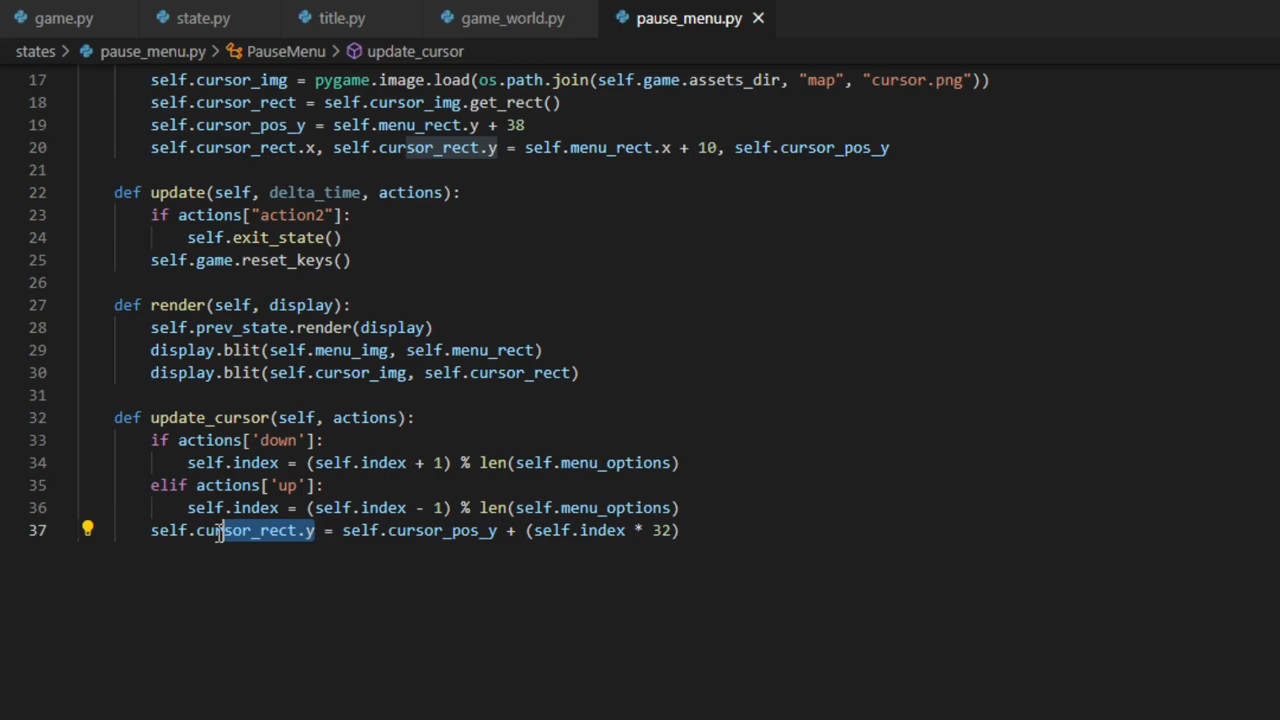 game.py state.py title.py game_world.py pause_menu.py
states > pause_menu.py > PauseMenu > update_cursor
17 self.cursor_img = pygame.image.load(os.path.join(self.game.assets_dir, "map", "cursor.png"))
18 self.cursor_rect = self.cursor_img.get_rect()
19 self.cursor_pos_y = self.menu_rect.y + 38
20 self.cursor_rect.x, self.cursor_rect.y = self.menu_rect.x + 10, self.cursor_pos_y
21
22 def update(self, delta_time, actions):
23 if actions["action2"]:
24 self.exit_state()
25 self.game.reset_keys()
26
27 def render(self, display):
28 self.prev_state.render(display)
29 display.blit(self.menu_img, self.menu_rect)
30 display.blit(self.cursor_img, self.cursor_rect)
31
32 def update_cursor(self, actions):
33 if actions['down']:
34 self.index = (self.index + 1) % len(self.menu_options)
35 elif actions['up']:
36 self.index = (self.index - 1) % len(self.menu_options)
37 self.cursor_rect.y = self.cursor_pos_y + (self.index * 32)